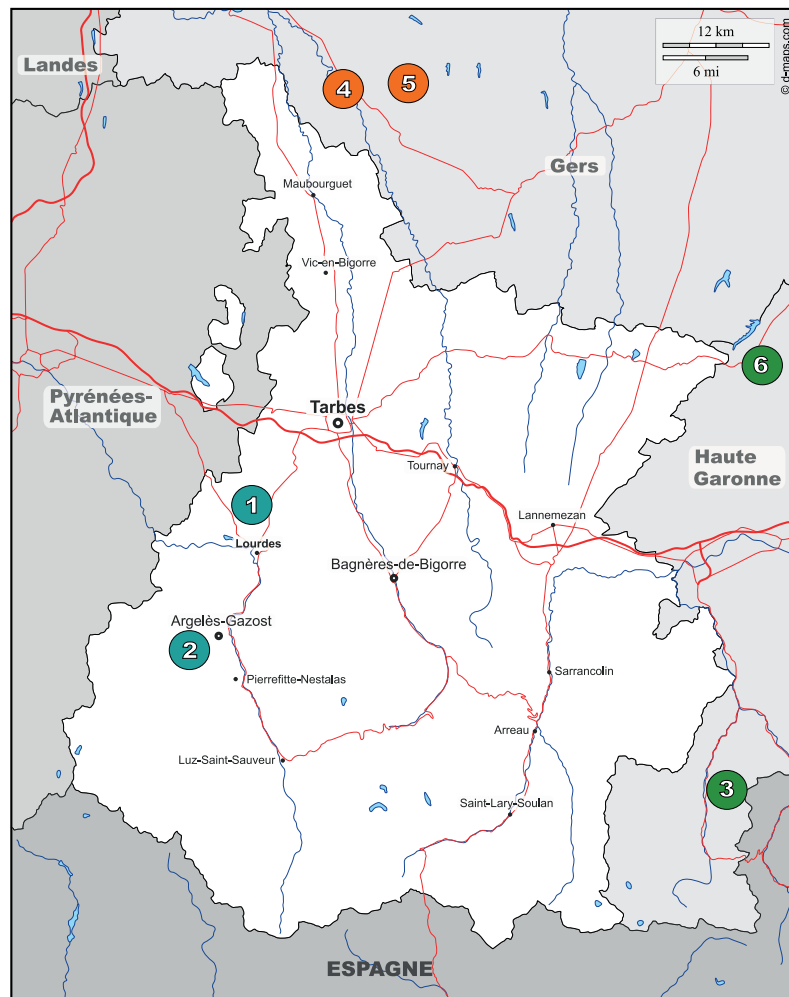 12 km
6 mi
© d-maps.com
Landes
4
5
Gers
Maubourguet
Vic-en-Bigorre
6
Pyrénées-
Atlantique
Tarbes
Haute
Garonne
Tournay
1
Lannemezan
Lourdes
Bagnères-de-Bigorre
Argelès-Gazost
2
Pierrefitte-Nestalas
Sarrancolin
Arreau
Luz-Saint-Sauveur
3
Saint-Lary-Soulan
ESPAGNE